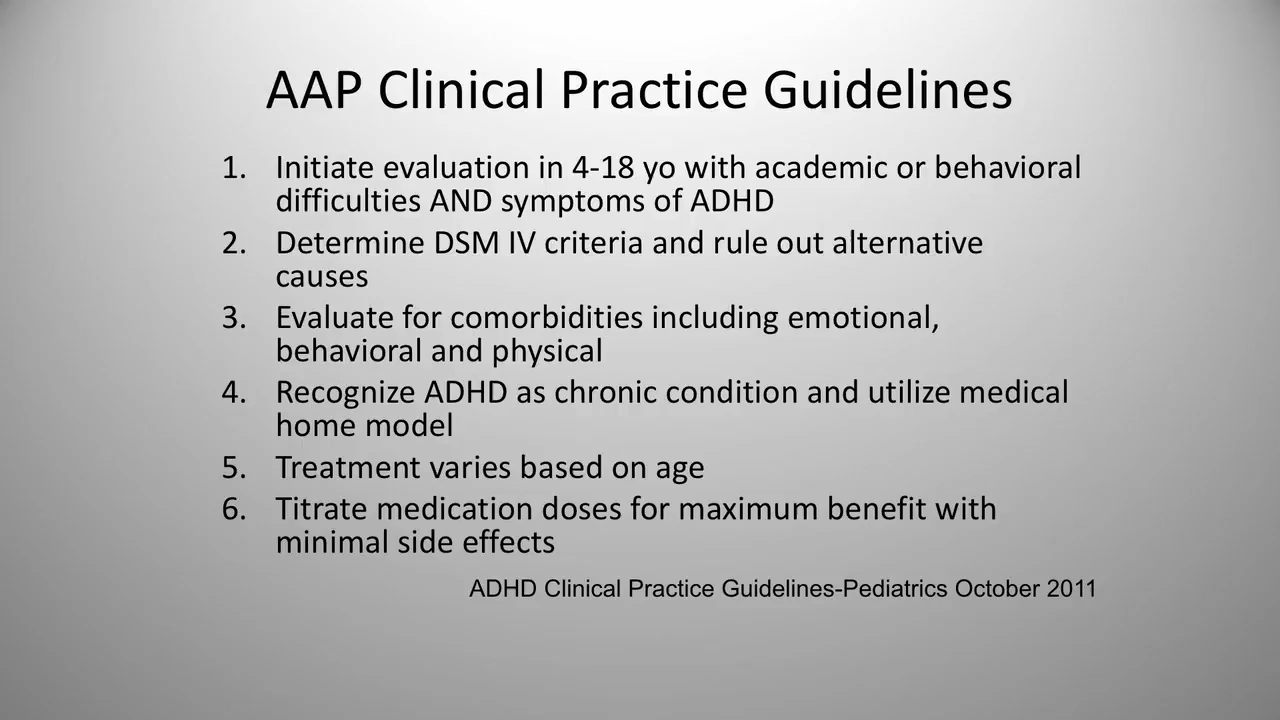 AAP Clinical Practice Guidelines
1. Initiate evaluation in 4-18 yo with academic or behavioral
difficulties AND symptoms of ADHD
2. Determine DSM IV criteria and rule out alternative
causes
3. Evaluate for comorbidities including emotional,
behavioral and physical
4. Recognize ADHD as chronic condition and utilize medical
home model
5. Treatment varies based on age
6. Titrate medication doses for maximum benefit with
minimal side effects
ADHD Clinical Practice Guidelines-Pediatrics October 2011